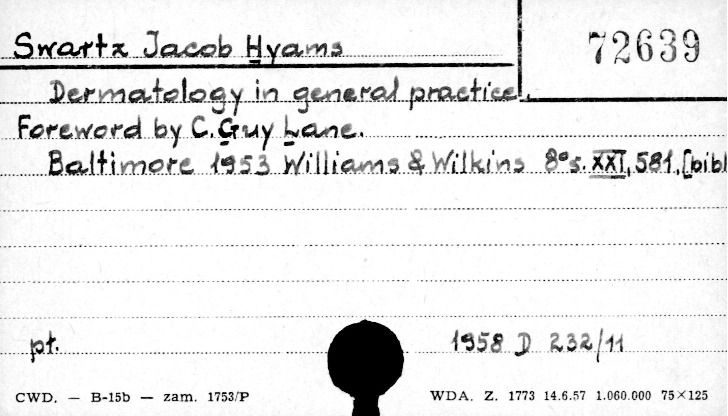 Swartz Jacob Hyams
72639
Dermatology in general practice
Foreword by C. Guy Lane.
Baltimore 1953 Williams & Wilkins 8° s. XXI, 581, [bibl
pł. 1958 D 232/11
CWD. — B-15b — zam. 1753/P WDA. Z. 1773 14.6.57 1.060.000 75×125